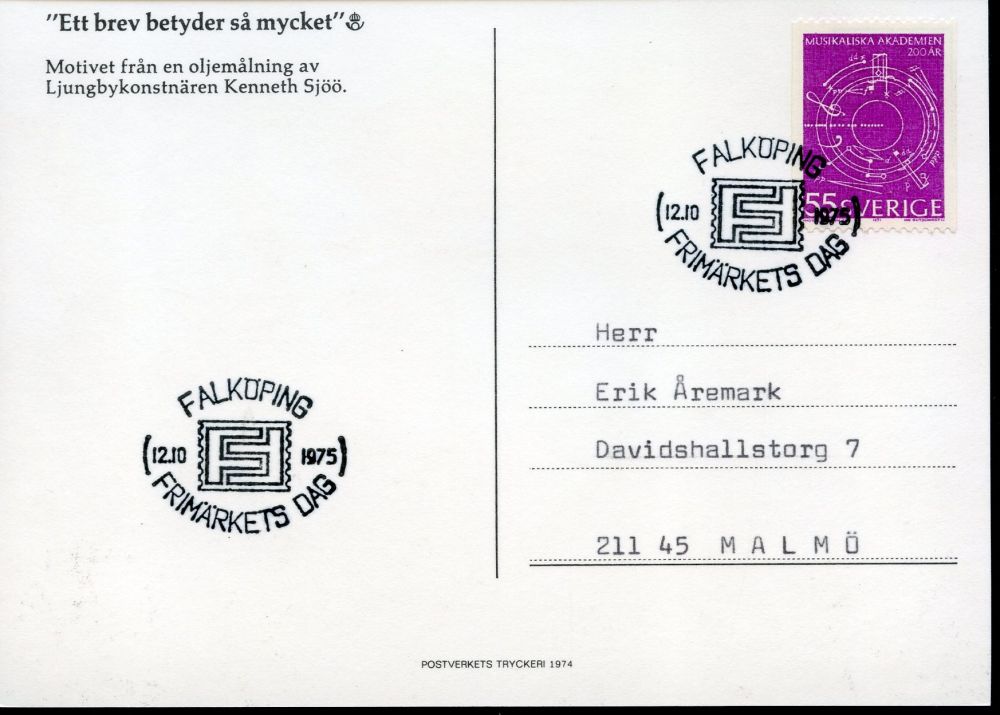 "Ett brev betyder så mycket"
Motivet från en oljemålning av
Ljungbykonstnären Kenneth Sjöö.
MUSIKALISKA AKADEMIEN
200 ÅR
55 SVERIGE
1971
FALKÖPING
12.10 1975
FRIMÄRKETS DAG
Herr
Erik Åremark
Davidshallstorg 7
211 45 MALMÖ
FALKÖPING
12.10 1975
FRIMÄRKETS DAG
POSTVERKETS TRYCKERI 1974